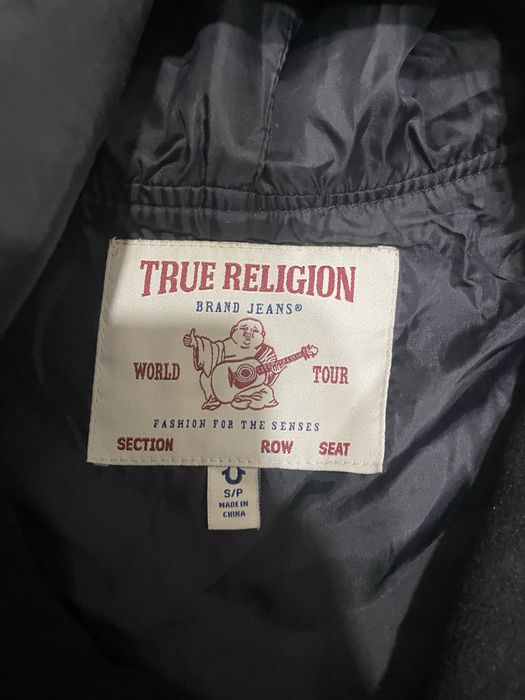 TRUE RELIGION
BRAND JEANS®
WORLD TOUR
FASHION FOR THE SENSES
SECTION ROW SEAT
S/P
MADE IN
CHINA